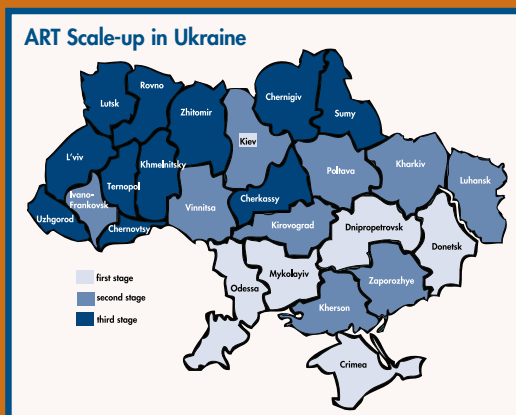 ART Scale-up in Ukraine
Rovno
Lutsk
Zhitomir
Chernigiv
Sumy
Kiev
L'viv
Khmelnitsky
Ternopol
Ivano-
Frankovsk
Uzhgorod
Chernovtsy
Vinnitsa
Cherkassy
Poltava
Kharkiv
Luhansk
Kirovograd
Dnipropetrovsk
Donetsk
Odessa
Mykolayiv
Zaporozhye
Kherson
Crimea
first stage
second stage
third stage